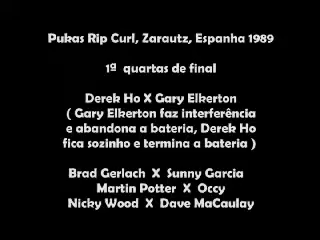 Pukas Rip Curl, Zarautz, Espanha 1989
1ª quartas de final
Derek Ho X Gary Elkerton
( Gary Elkerton faz interferência
e abandona a bateria, Derek Ho
fica sozinho e termina a bateria )
Brad Gerlach X Sunny Garcia
Martin Potter X Occy
Nicky Wood X Dave MaCaulay